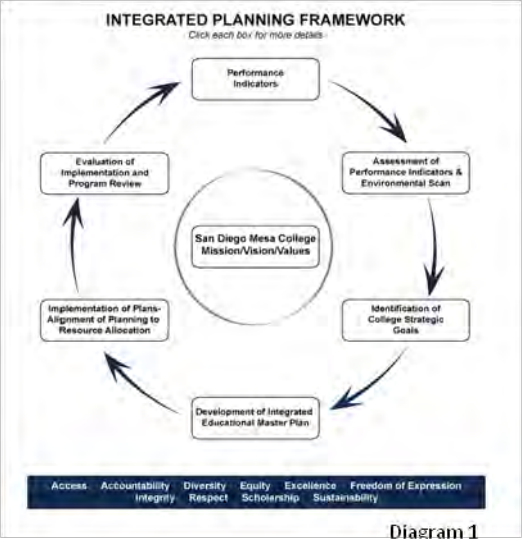 INTEGRATED PLANNING FRAMEWORK
Click each box for more details
Performance
Indicators
Assessment of
Performance Indicators &
Environmental Scan
Identification of
College Strategic
Goals
Development of Integrated
Educational Master Plan
Implementation of Plans-
Alignment of Planning to
Resource Allocation
Evaluation of
Implementation and
Program Review
San Diego Mesa College
Mission/Vision/Values
Access Accountability Diversity Equity Excellence Freedom of Expression
Integrity Respect Scholarship Sustainability
Diagram 1